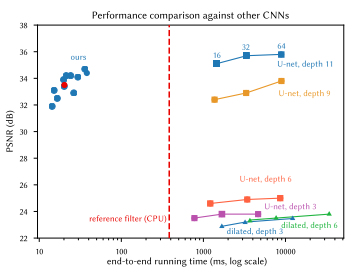 Performance comparison against other CNNs
38
36
34
32
30
28
26
24
22
PSNR (dB)
ours
16
32
64
U-net, depth 11
U-net, depth 9
U-net, depth 6
U-net, depth 3
reference filter (CPU)
dilated, depth 3
dilated, depth 6
10
100
1000
10000
end-to-end running time (ms, log scale)